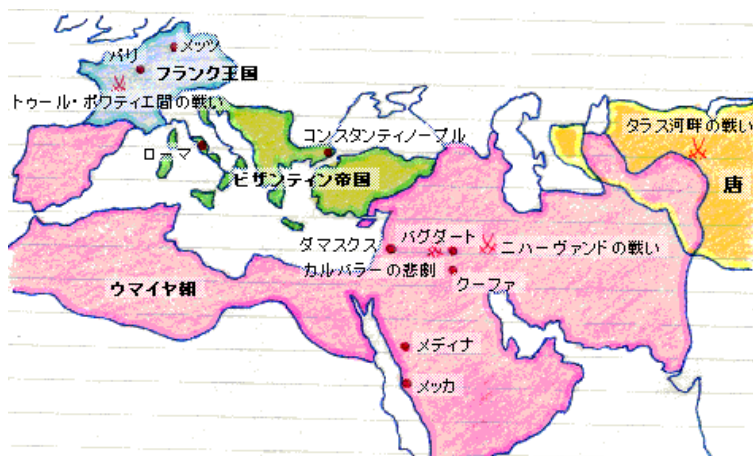 メッツ
パリ
フランク王国
トゥール・ポワティエ間の戦い
コンスタンティノープル
タラス河畔の戦い
ローマ
ビザンティン帝国
唐
ダマスクス
バグダート
ニハーヴァンドの戦い
カルバラーの悲劇
クーファ
ウマイヤ朝
メディナ
メッカ